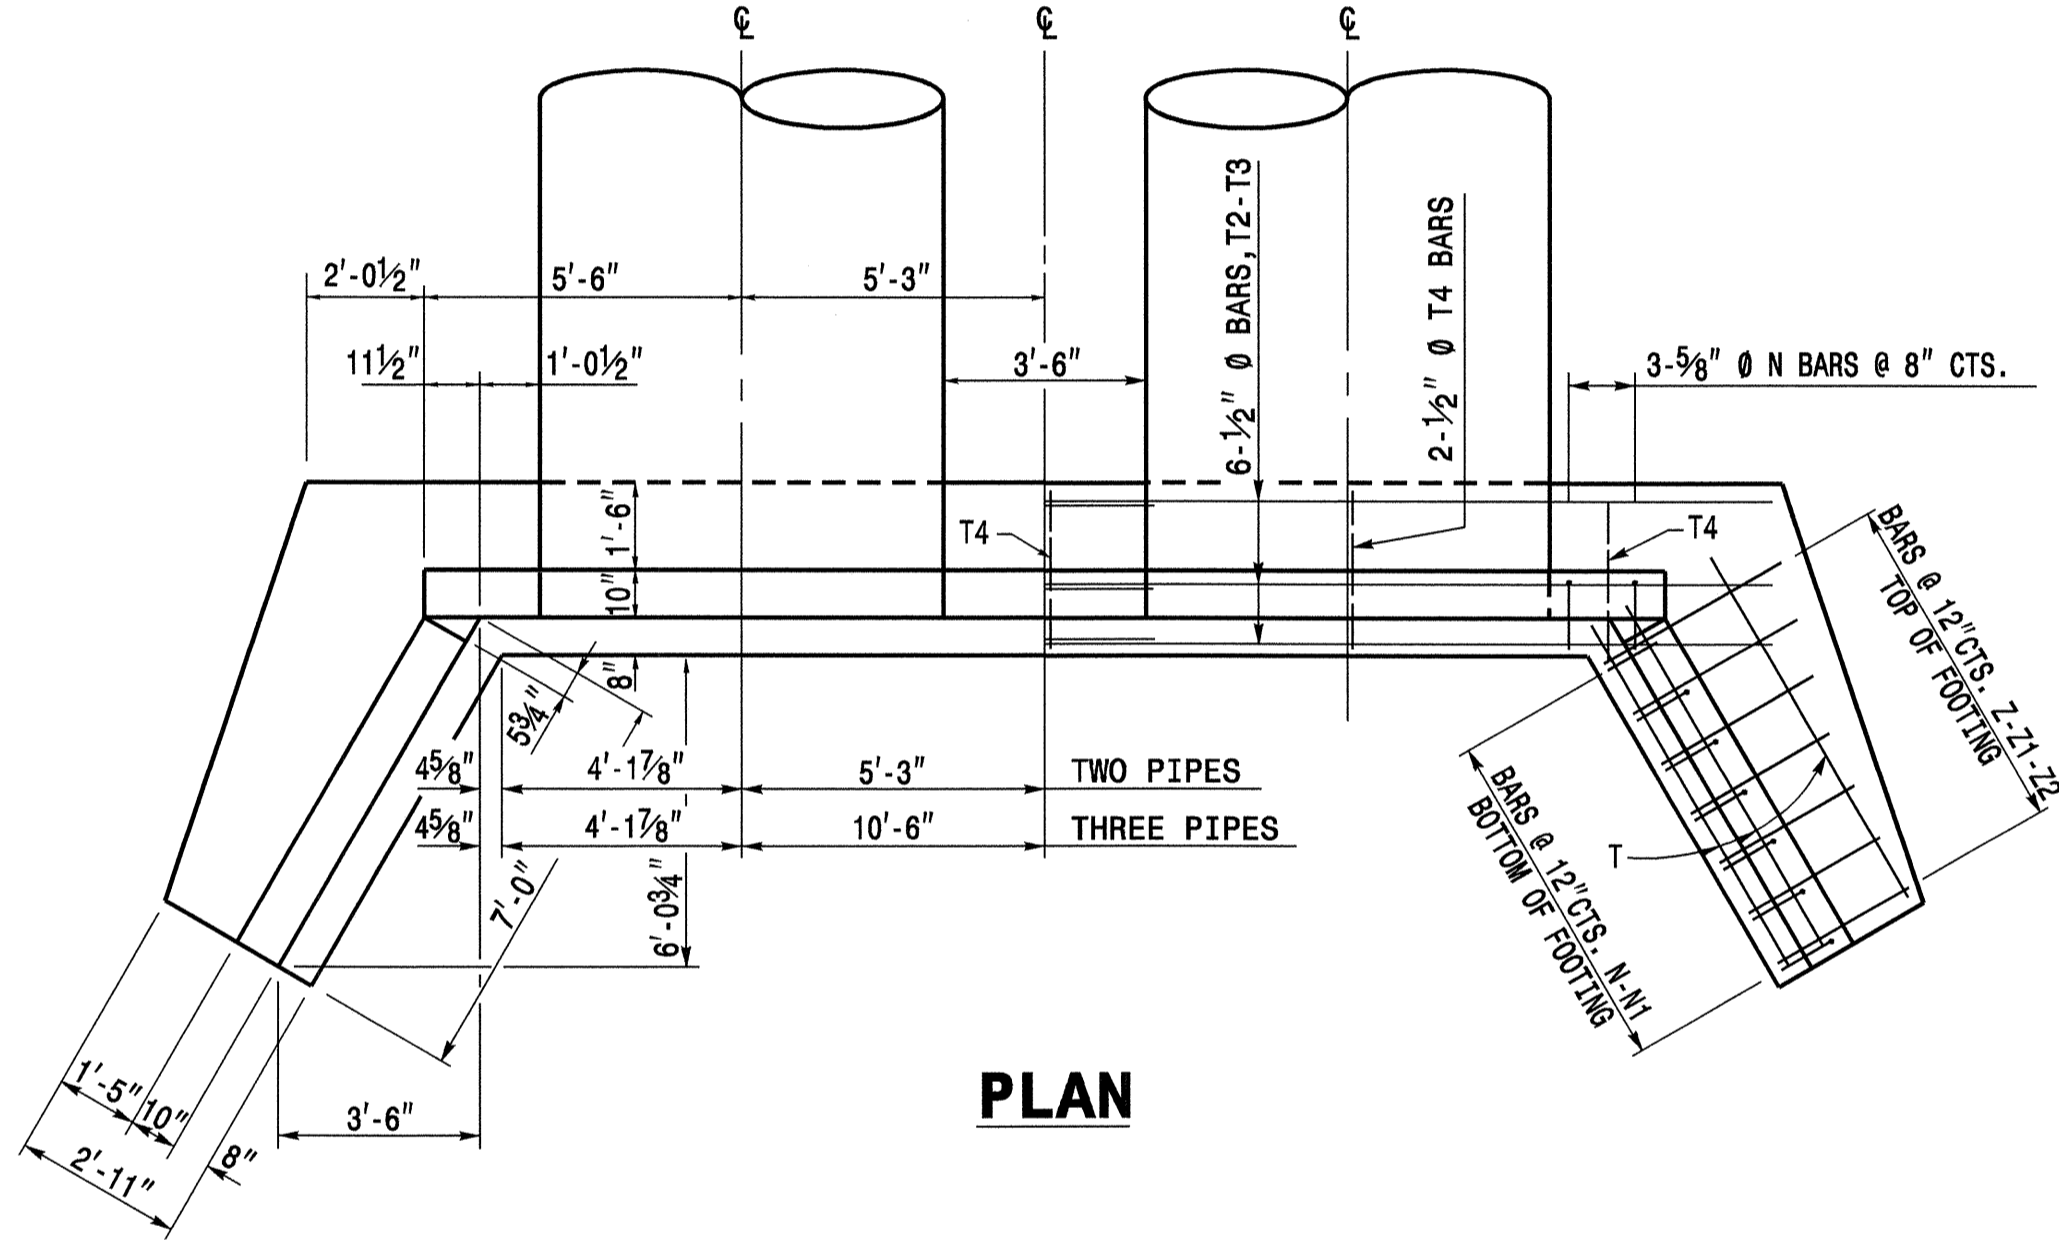 ℄ ℄ ℄
2'-0½" 5'-6" 5'-3"
11½" 1'-0½" 3'-6"
6-½" Ø BARS, T2-T3
2-½" Ø T4 BARS
3-⅝" Ø N BARS @ 8" CTS.
1'-6"
T4
T4
10"
8"
5¾"
BARS @ 12"CTS. Z-Z1-Z2
TOP OF FOOTING
4⅝" 4'-1⅞" 5'-3" TWO PIPES
4⅝" 4'-1⅞" 10'-6" THREE PIPES
T
BARS @ 12"CTS. N-N1
BOTTOM OF FOOTING
7'-0"
6'-0¾"
1'-5"
10"
3'-6"
2'-11"
8"
PLAN